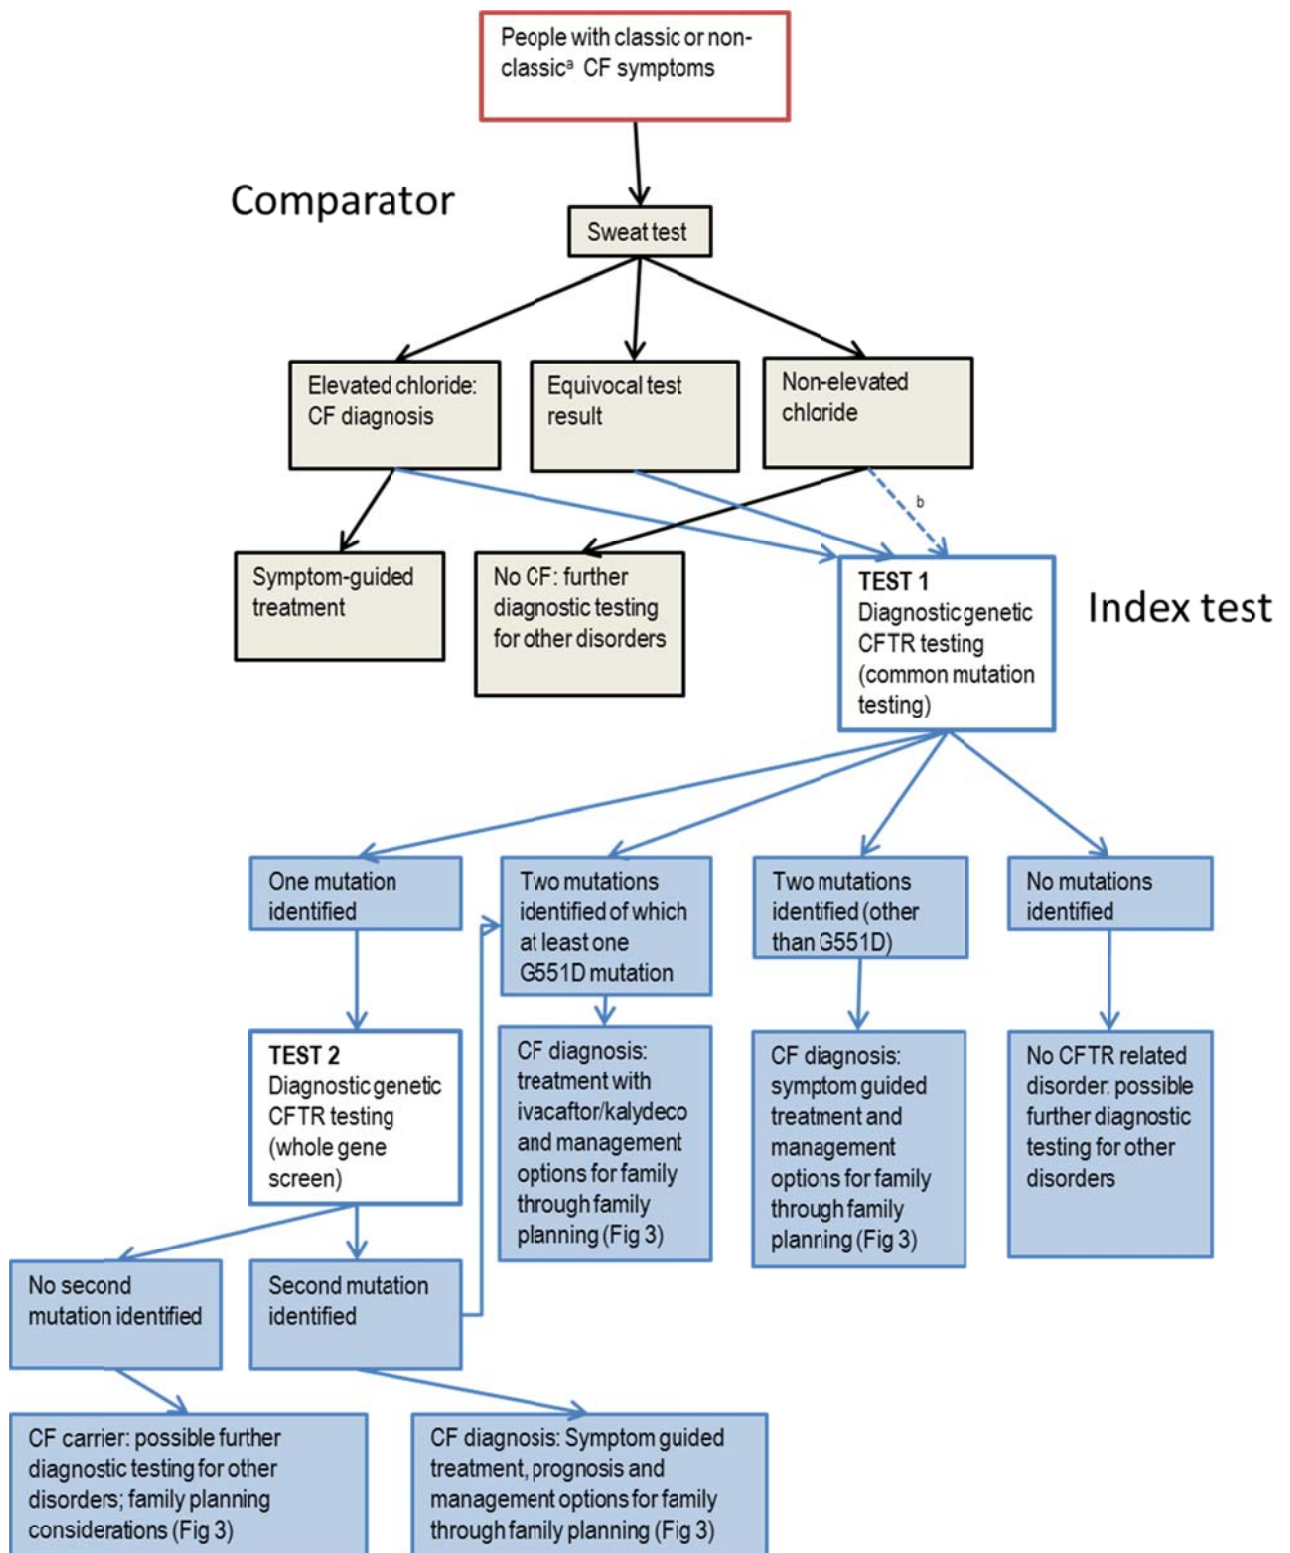 People with classic or non-
classicᵃ CF symptoms
Comparator
Sweat test
Elevated chloride:
CF diagnosis
Equivocal test
result
Non-elevated
chloride
b
Symptom-guided
treatment
No CF: further
diagnostic testing
for other disorders
TEST 1
Diagnostic genetic
CFTR testing
(common mutation
testing)
Index test
One mutation
identified
Two mutations
identified of which
at least one
G551D mutation
Two mutations
identified (other
than G551D)
No mutations
identified
TEST 2
Diagnostic genetic
CFTR testing
(whole gene
screen)
CF diagnosis:
treatment with
ivacaftor/kalydeco
and management
options for family
through family
planning (Fig 3)
CF diagnosis:
symptom guided
treatment and
management
options for family
through family
planning (Fig 3)
No CFTR related
disorder: possible
further diagnostic
testing for other
disorders
No second
mutation identified
Second mutation
identified
CF carrier: possible further
diagnostic testing for other
disorders; family planning
considerations (Fig 3)
CF diagnosis: Symptom guided
treatment, prognosis and
management options for family
through family planning (Fig 3)